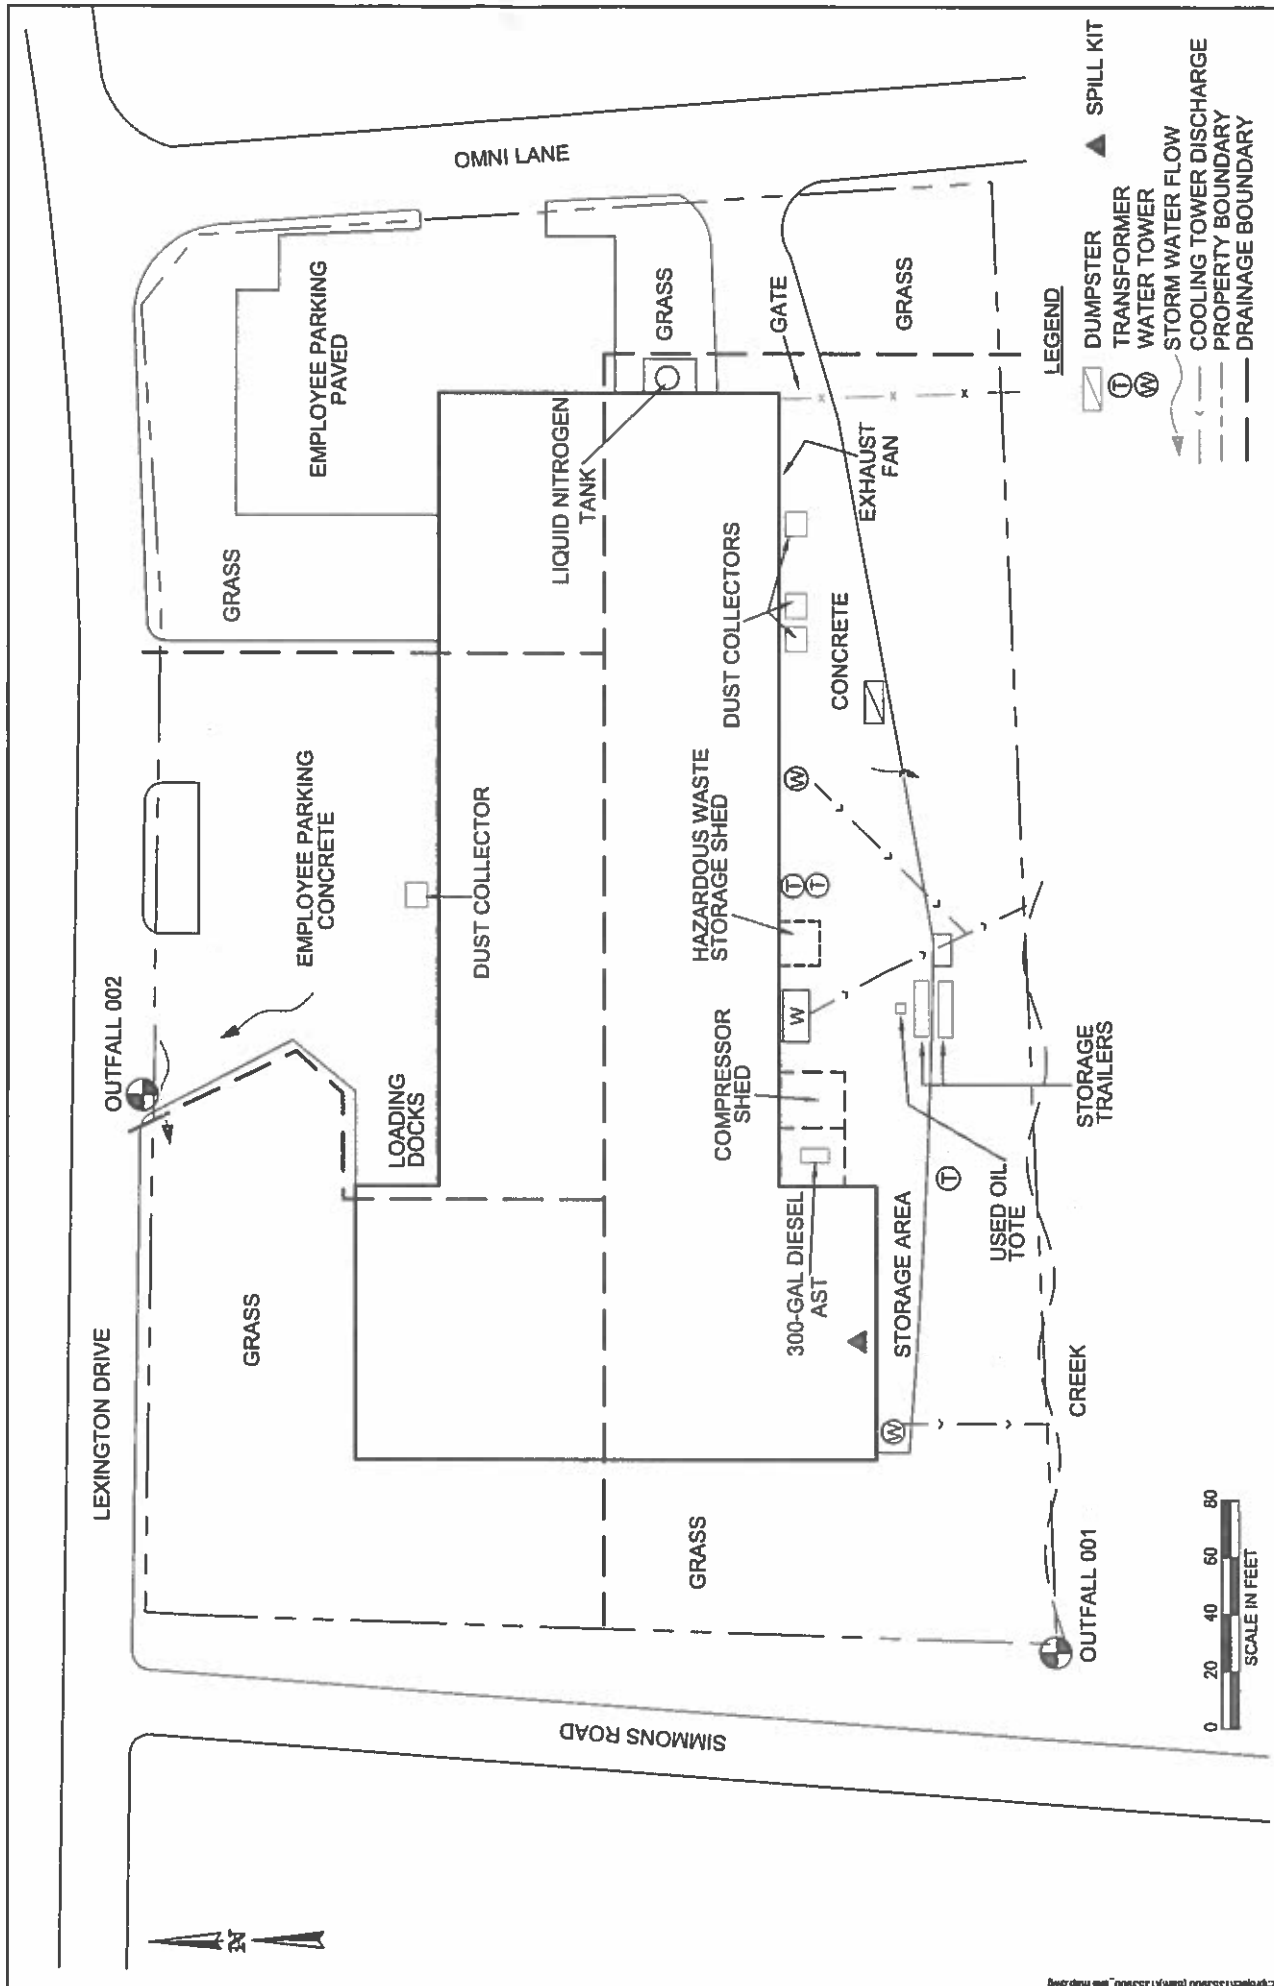 LEXINGTON DRIVE
OUTFALL 002
OMNI LANE
SIMMONS ROAD
N
GRASS
EMPLOYEE PARKING
CONCRETE
GRASS
EMPLOYEE PARKING
PAVED
LOADING
DOCKS
DUST COLLECTOR
LIQUID NITROGEN
TANK
GRASS
GRASS
300-GAL DIESEL
AST
COMPRESSOR
SHED
HAZARDOUS WASTE
STORAGE SHED
DUST COLLECTORS
GATE
W
T
T
W
EXHAUST
FAN
CONCRETE
W
STORAGE AREA
T
GRASS
USED OIL
TOTE
STORAGE
TRAILERS
CREEK
OUTFALL 001
0 20 40 60 80
SCALE IN FEET
LEGEND
DUMPSTER
SPILL KIT
T TRANSFORMER
W WATER TOWER
STORM WATER FLOW
COOLING TOWER DISCHARGE
PROPERTY BOUNDARY
DRAINAGE BOUNDARY